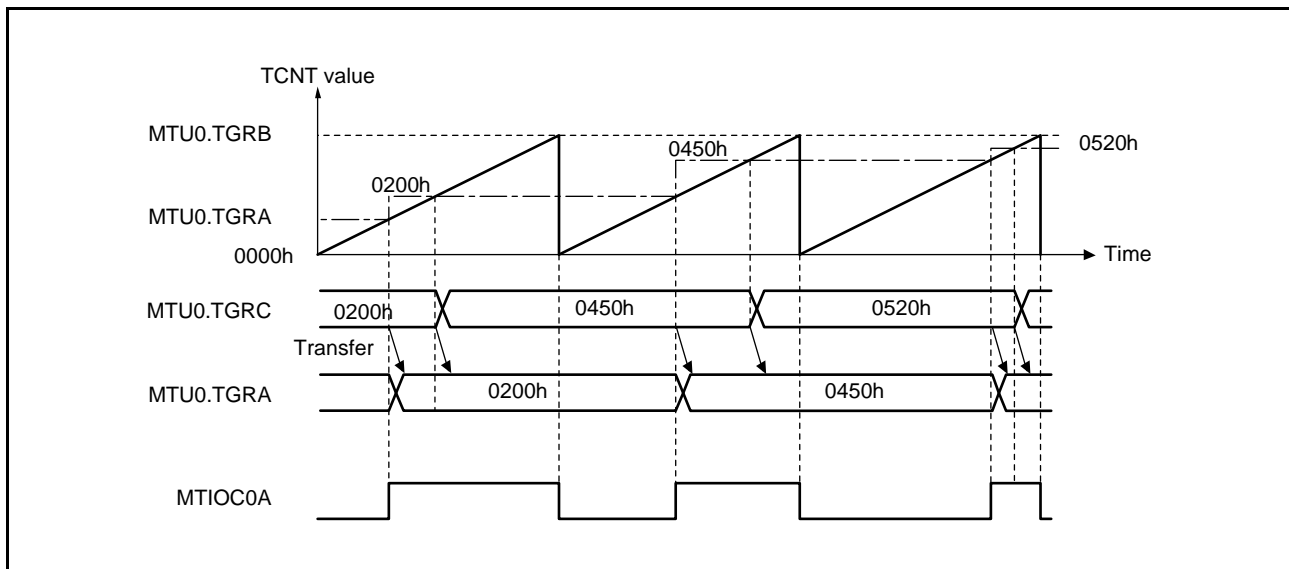 TCNT value
MTU0.TGRB
0450h
0520h
0200h
MTU0.TGRA
0000h
Time
MTU0.TGRC
0200h
0450h
0520h
Transfer
MTU0.TGRA
0200h
0450h
MTIOC0A